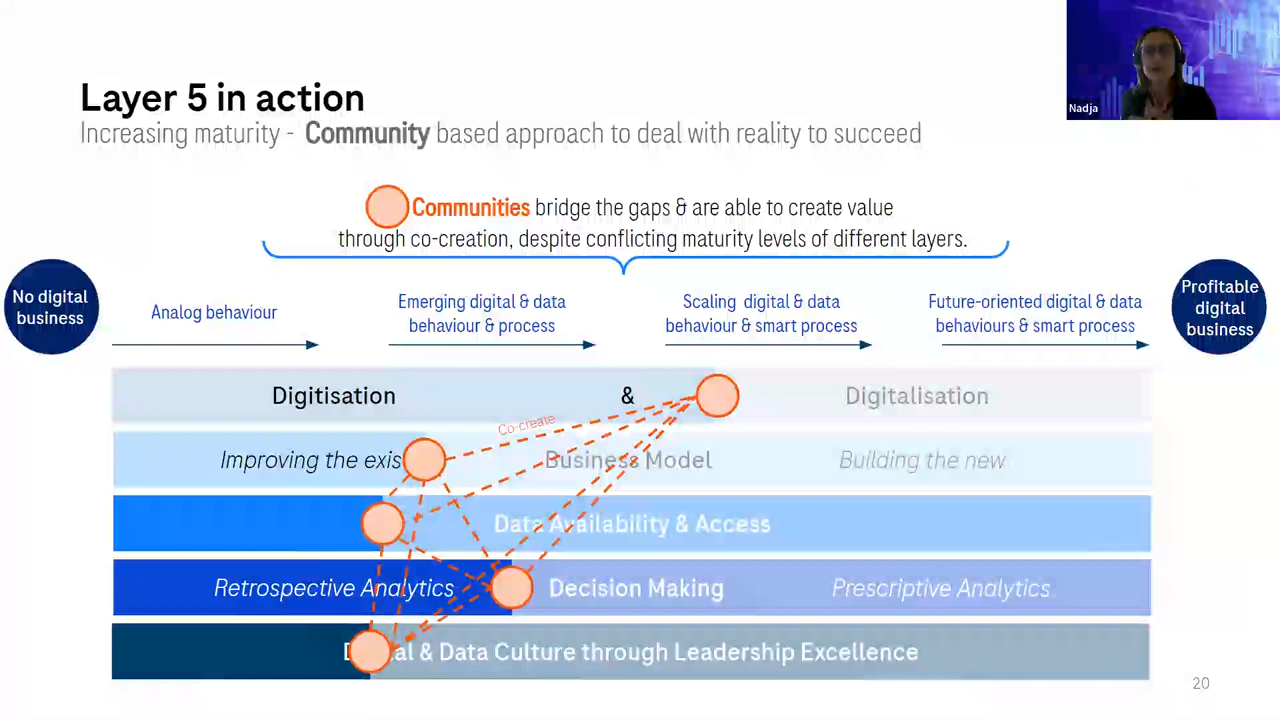 Nadja
Layer 5 in action
Increasing maturity - Community based approach to deal with reality to succeed
Communities bridge the gaps & are able to create value
through co-creation, despite conflicting maturity levels of different layers.
No digital
business
Analog behaviour
Emerging digital & data
behaviour & process
Scaling digital & data
behaviour & smart process
Future-oriented digital & data
behaviours & smart process
Profitable
digital
business
Digitisation & Digitalisation
Co-create
Improving the exis Business Model Building the new
Data Availability & Access
Retrospective Analytics Decision Making Prescriptive Analytics
D al & Data Culture through Leadership Excellence
20